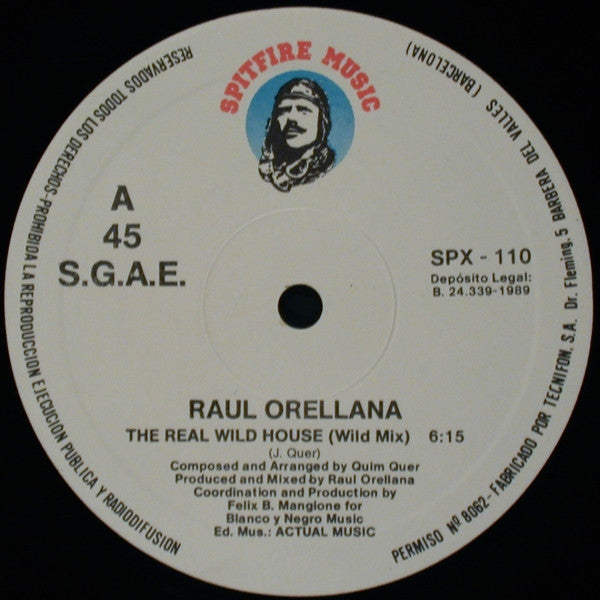 SPITFIRE MUSIC
A
45
S.G.A.E.
SPX - 110
Depósito Legal:
B. 24.339-1989
RAUL ORELLANA
THE REAL WILD HOUSE (Wild Mix) 6:15
(J. Quer)
Composed and Arranged by Quim Quer
Produced and Mixed by Raul Orellana
Coordination and Production by
Felix B. Mangione for
Blanco y Negro Music
Ed. Mus.: ACTUAL MUSIC
RESERVADOS TODOS LOS DERECHOS-PROHIBIDA LA REPRODUCCION EJECUCION PUBLICA Y RADIODIFUSION
PERMISO Nº 8062- FABRICADO POR TECNIFON, S.A. Dr. Fleming, 5 BARBERA DEL VALLES (BARCELONA)